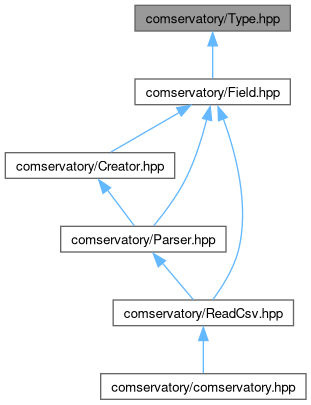 comservatory/Type.hpp
comservatory/Field.hpp
comservatory/Creator.hpp
comservatory/Parser.hpp
comservatory/ReadCsv.hpp
comservatory/comservatory.hpp